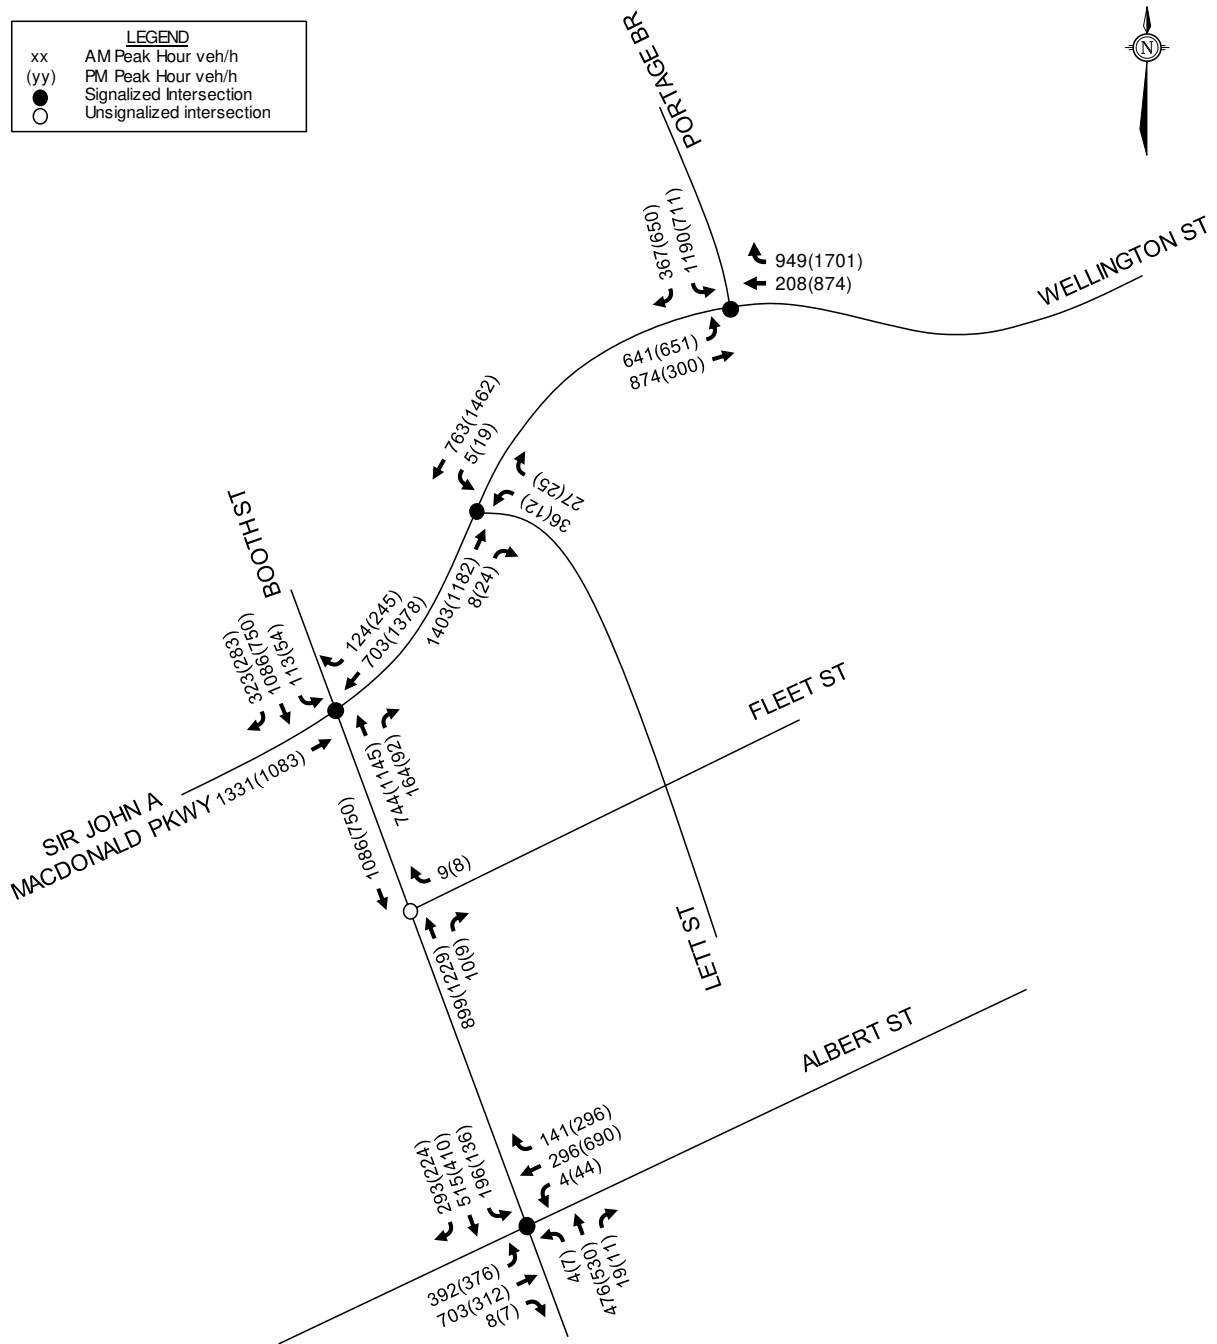 LEGEND
xx AM Peak Hour veh/h
(yy) PM Peak Hour veh/h
Signalized Intersection
Unsignalized intersection
N
PORTAGE BR
WELLINGTON ST
367(650)
1190(711)
949(1701)
208(874)
641(651)
874(300)
763(1462)
5(19)
27(25)
36(12)
1403(1182)
8(24)
BOOTH ST
124(245)
703(1378)
323(283)
1086(750)
113(54)
744(1145)
164(92)
1331(1083)
SIR JOHN A
MACDONALD PKWY
FLEET ST
1086(750)
9(8)
899(1229)
10(9)
LETT ST
ALBERT ST
293(224)
515(410)
196(136)
141(296)
296(690)
4(44)
392(376)
703(312)
8(7)
4(7)
476(530)
19(11)